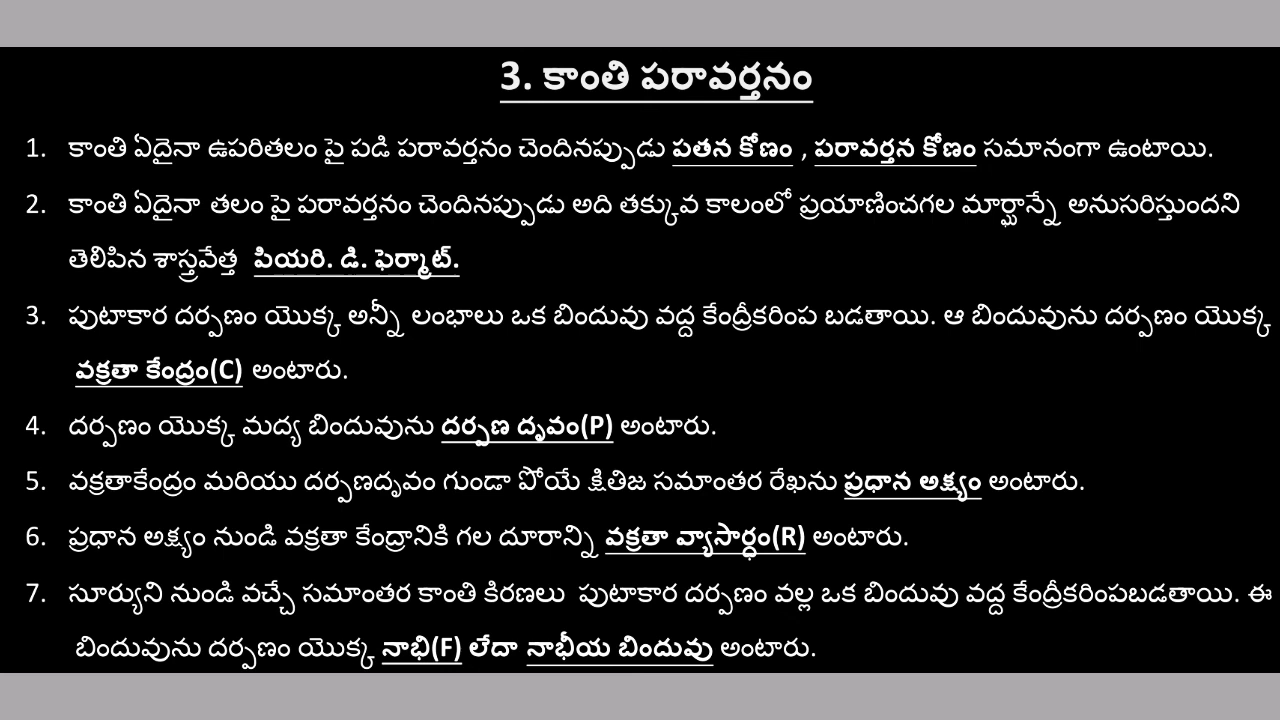 3. కాంతి పరావర్తనం
1. కాంతి ఏదైనా ఉపరితలం పై పడి పరావర్తనం చెందినప్పుడు పతన కోణం , పరావర్తన కోణం సమానంగా ఉంటాయి.
2. కాంతి ఏదైనా తలం పై పరావర్తనం చెందినప్పుడు అది తక్కువ కాలంలో ప్రయాణించగల మార్ఘాన్నే అనుసరిస్తుందని
తెలిపిన శాస్త్రవేత్త పియరి. డి. ఫెర్మాట్.
3. పుటాకార దర్పణం యొక్క అన్నీ లంభాలు ఒక బిందువు వద్ద కేంద్రీకరింప బడతాయి. ఆ బిందువును దర్పణం యొక్క
వక్రతా కేంద్రం(C) అంటారు.
4. దర్పణం యొక్క మద్య బిందువును దర్పణ దృవం(P) అంటారు.
5. వక్రతాకేంద్రం మరియు దర్పణదృవం గుండా పోయే క్షితిజ సమాంతర రేఖను ప్రధాన అక్ష్యం అంటారు.
6. ప్రధాన అక్ష్యం నుండి వక్రతా కేంద్రానికి గల దూరాన్ని వక్రతా వ్యాసార్ధం(R) అంటారు.
7. సూర్యుని నుండి వచ్చే సమాంతర కాంతి కిరణలు పుటాకార దర్పణం వల్ల ఒక బిందువు వద్ద కేంద్రీకరింపబడతాయి. ఈ
బిందువును దర్పణం యొక్క నాభి(F) లేదా నాభీయ బిందువు అంటారు.